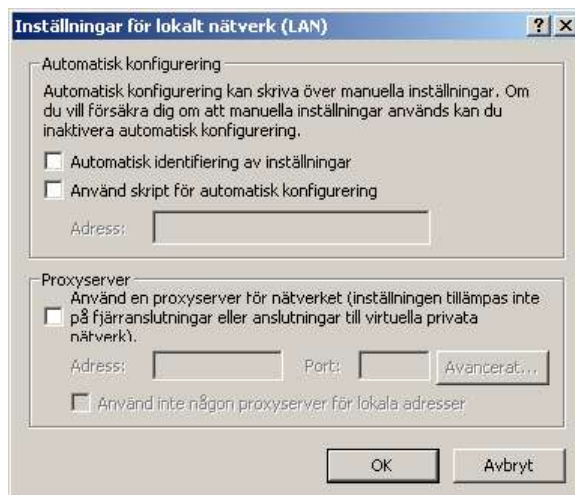 Inställningar för lokalt nätverk (LAN)
Automatisk konfigurering
Automatisk konfigurering kan skriva över manuella inställningar. Om
du vill försäkra dig om att manuella inställningar används kan du
inaktivera automatisk konfigurering.
Automatisk identifiering av inställningar
Använd skript för automatisk konfigurering
Adress:
Proxyserver
Använd en proxyserver för nätverket (inställningen tillämpas inte
på fjärranslutningar eller anslutningar till virtuella privata
nätverk).
Adress: Port: Avancerat...
Använd inte någon proxyserver för lokala adresser
OK Avbryt